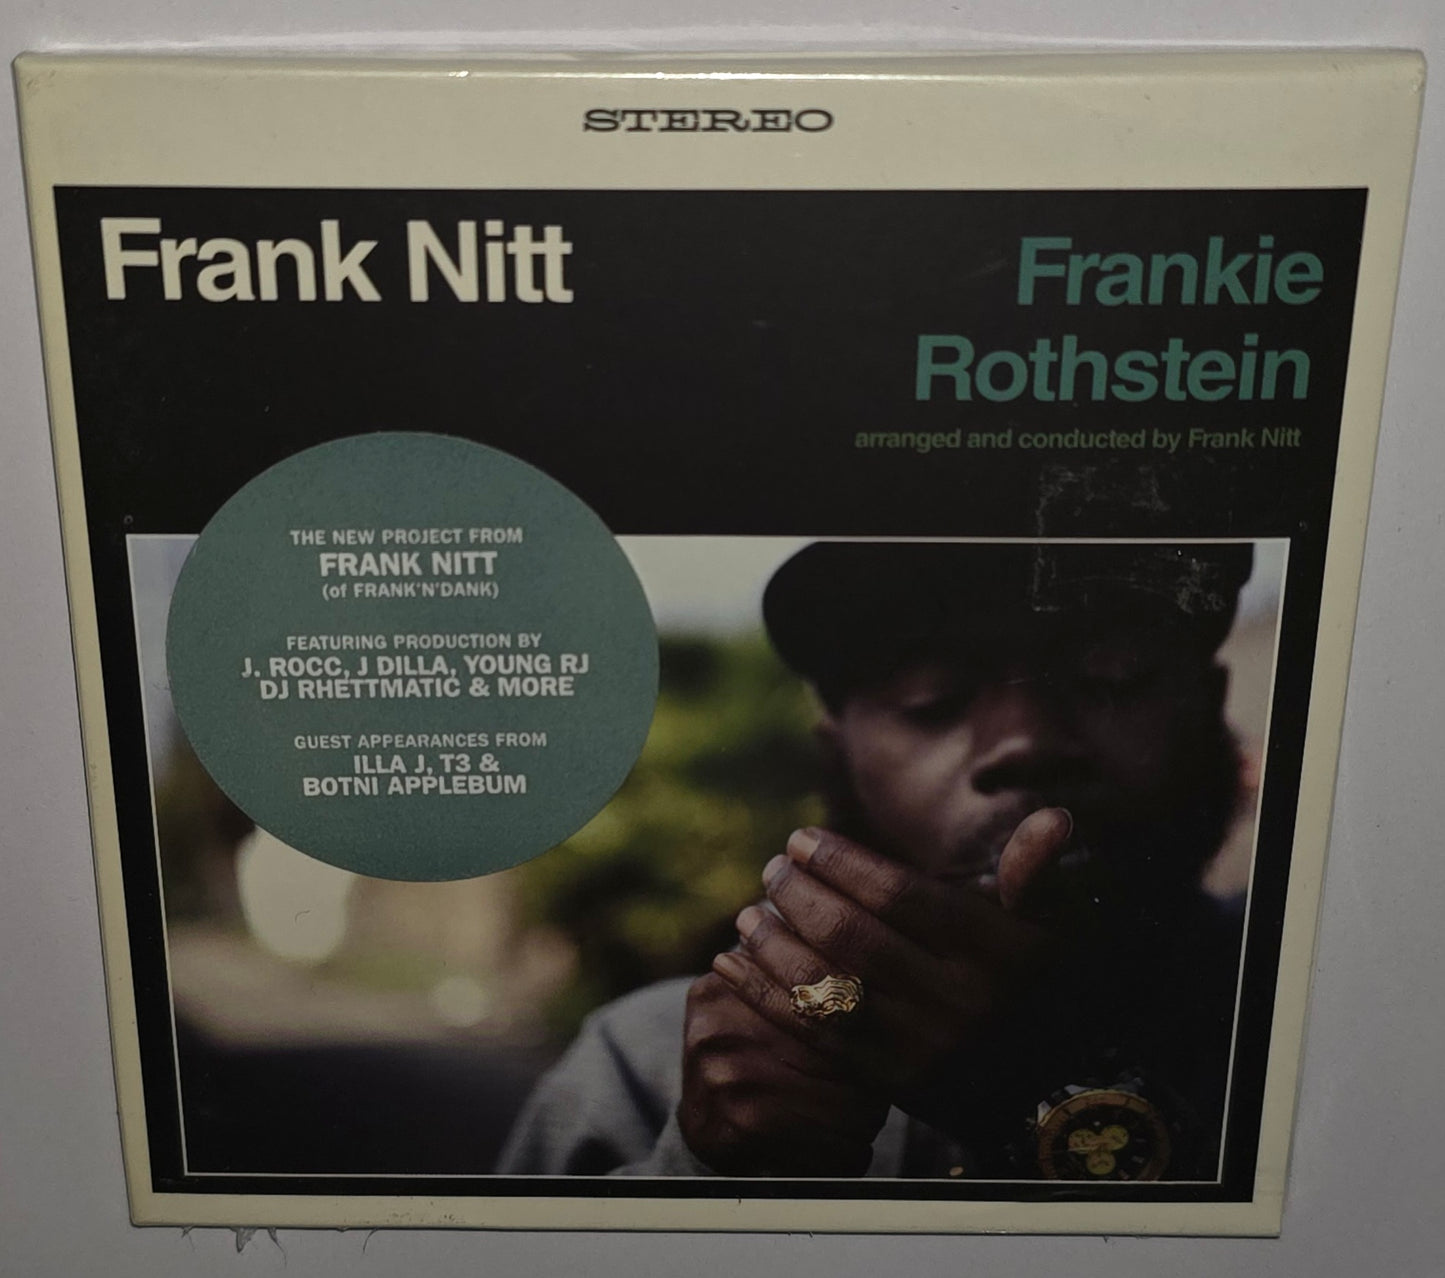 STEREO
Frank Nitt
Frankie
Rothstein
arranged and conducted by Frank Nitt
THE NEW PROJECT FROM
FRANK NITT
(of FRANK'N'DANK)
FEATURING PRODUCTION BY
J. ROCC, J DILLA, YOUNG RJ
DJ RHETTMATIC & MORE
GUEST APPEARANCES FROM
ILLA J, T3 &
BOTNI APPLEBUM